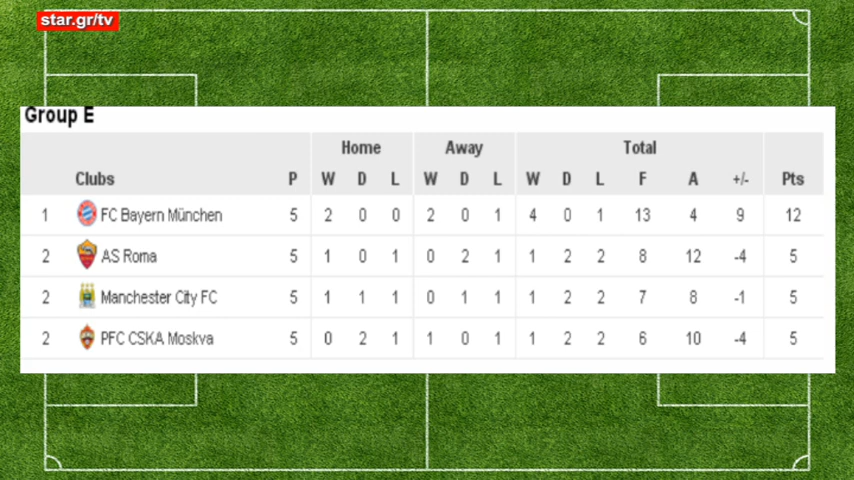 star.gr/tv
Group E
Home Away Total
Clubs P W D L W D L W D L F A +/- Pts
1 FC Bayern München 5 2 0 0 2 0 1 4 0 1 13 4 9 12
2 AS Roma 5 1 0 1 0 2 1 1 2 2 8 12 -4 5
2 Manchester City FC 5 1 1 1 0 1 1 1 2 2 7 8 -1 5
2 PFC CSKA Moskva 5 0 2 1 1 0 1 1 2 2 6 10 -4 5